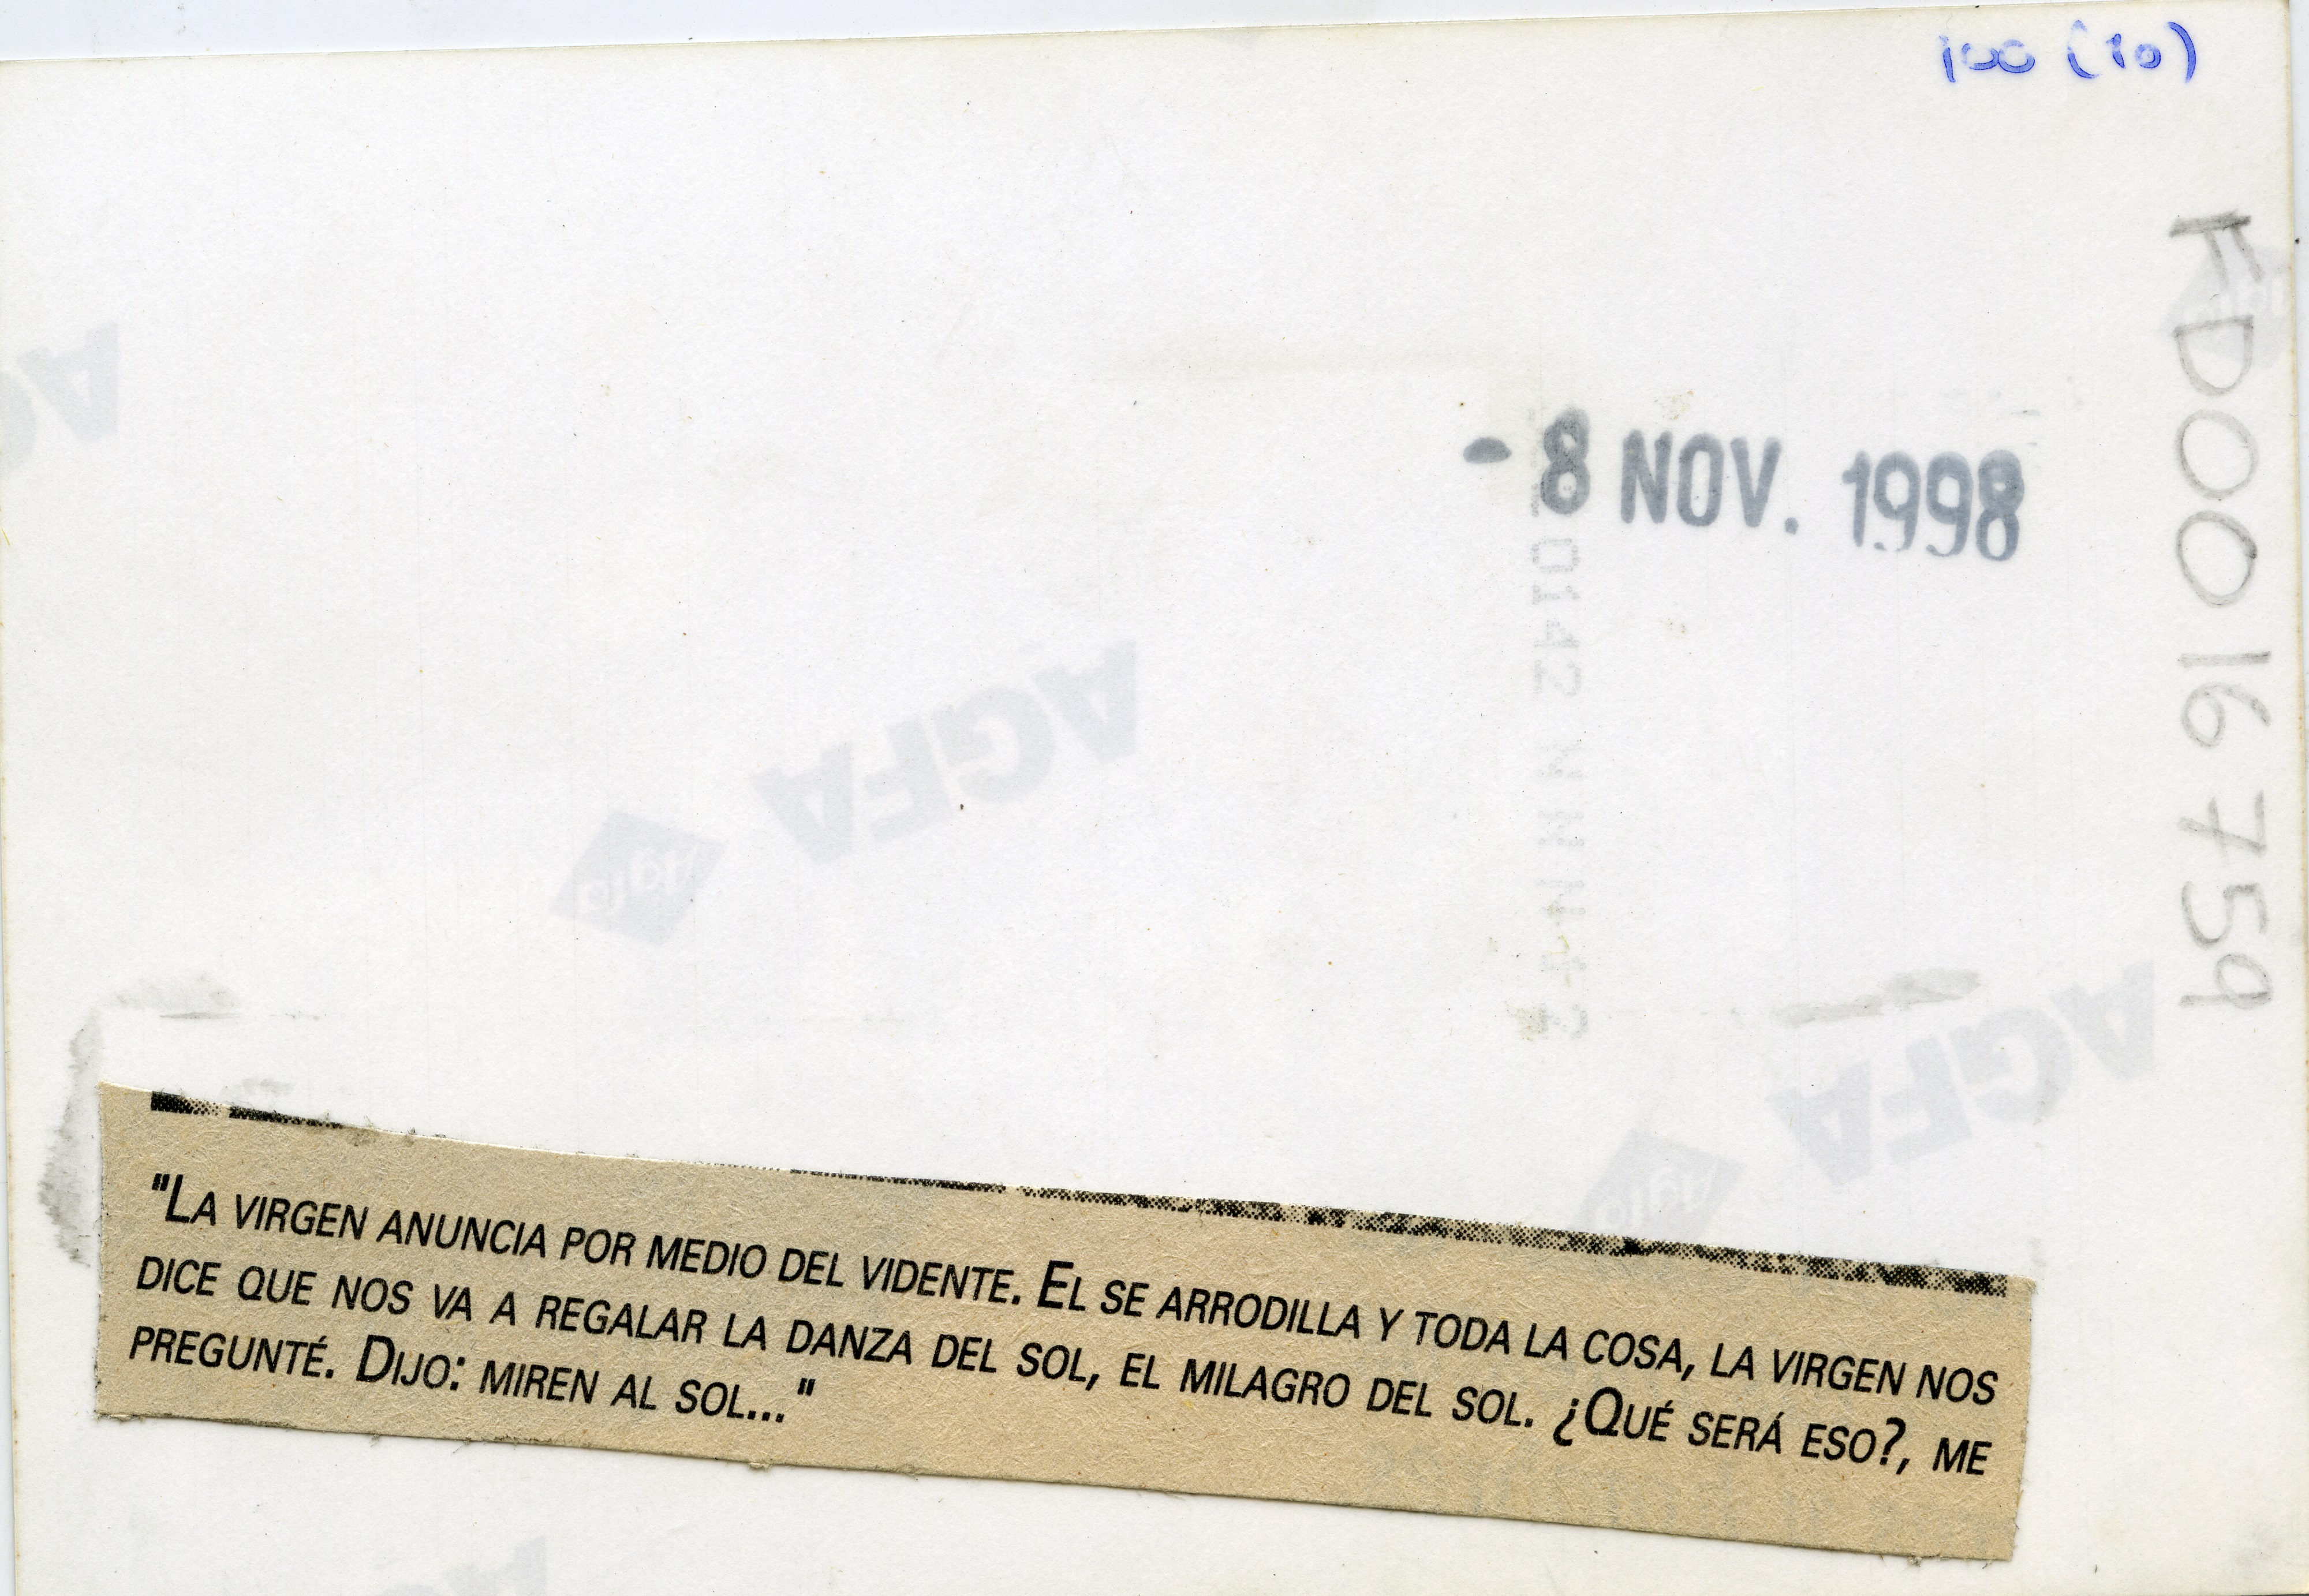 100 (10)
AD0016759
- 8 NOV. 1998
AGFA
AGFA
"LA VIRGEN ANUNCIA POR MEDIO DEL VIDENTE. EL SE ARRODILLA Y TODA LA COSA, LA VIRGEN NOS
DICE QUE NOS VA A REGALAR LA DANZA DEL SOL, EL MILAGRO DEL SOL. ¿QUÉ SERÁ ESO?, ME
PREGUNTÉ. DIJO: MIREN AL SOL..."